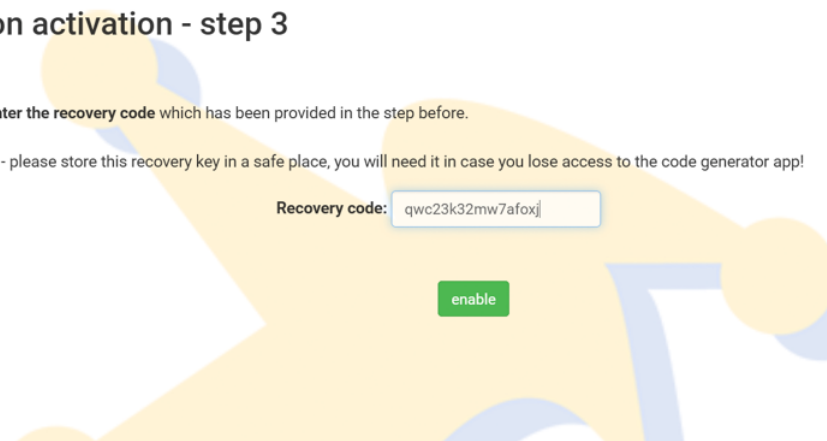 on activation - step 3
nter the recovery code which has been provided in the step before.
- please store this recovery key in a safe place, you will need it in case you lose access to the code generator app!
Recovery code: qwc23k32mw7afoxj
enable